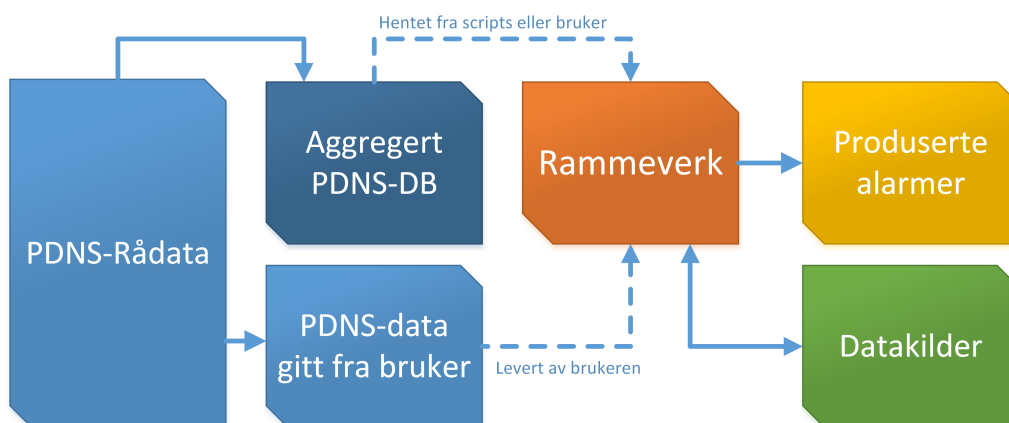 Hentet fra scripts eller bruker
Aggregert
PDNS-DB
Rammeverk
Produserte
alarmer
PDNS-Rådata
PDNS-data
gitt fra bruker
Levert av brukeren
Datakilder